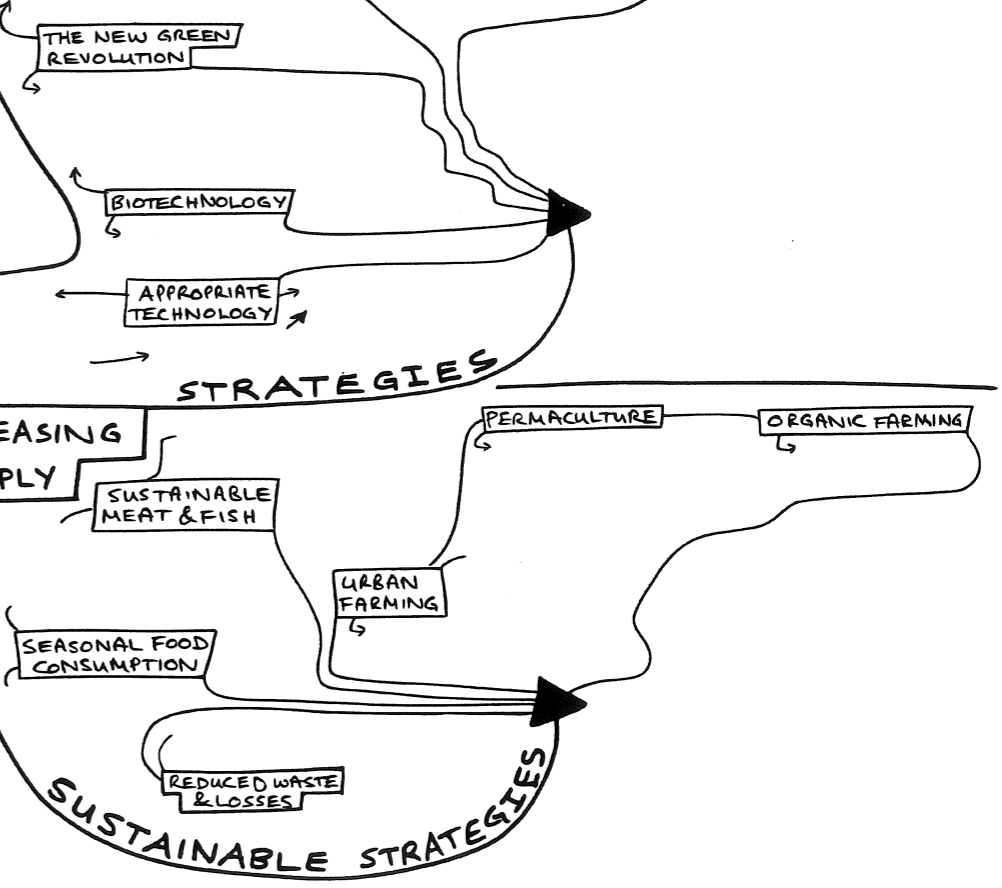 THE NEW GREEN
REVOLUTION
BIOTECHNOLOGY
APPROPRIATE
TECHNOLOGY
STRATEGIES
EASING
PLY
PERMACULTURE
ORGANIC FARMING
SUSTAINABLE
MEAT & FISH
URBAN
FARMING
SEASONAL FOOD
CONSUMPTION
REDUCED WASTE
& LOSSES
SUSTAINABLE STRATEGIES